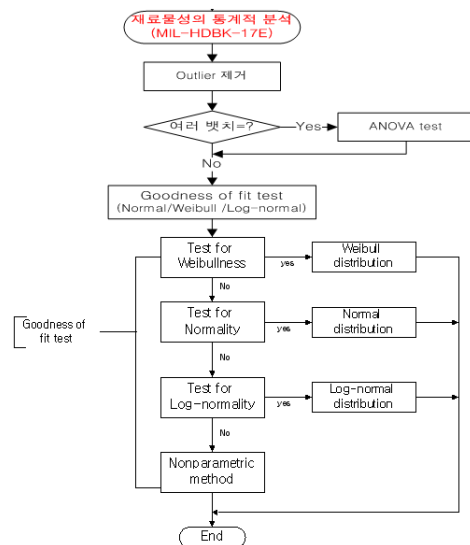 재료물성의 통계적 분석
(MIL-HDBK-17E)
Outlier 제거
여러 뱃치=?
Yes
ANOVA test
No
Goodness of fit test
(Normal/Weibull /Log-normal)
Test for
Weibullness
yes
Weibull
distribution
No
Goodness of
fit test
Test for
Normality
yes
Normal
distribution
No
Test for
Log-normality
yes
Log-normal
distribution
No
Nonparametric
method
End